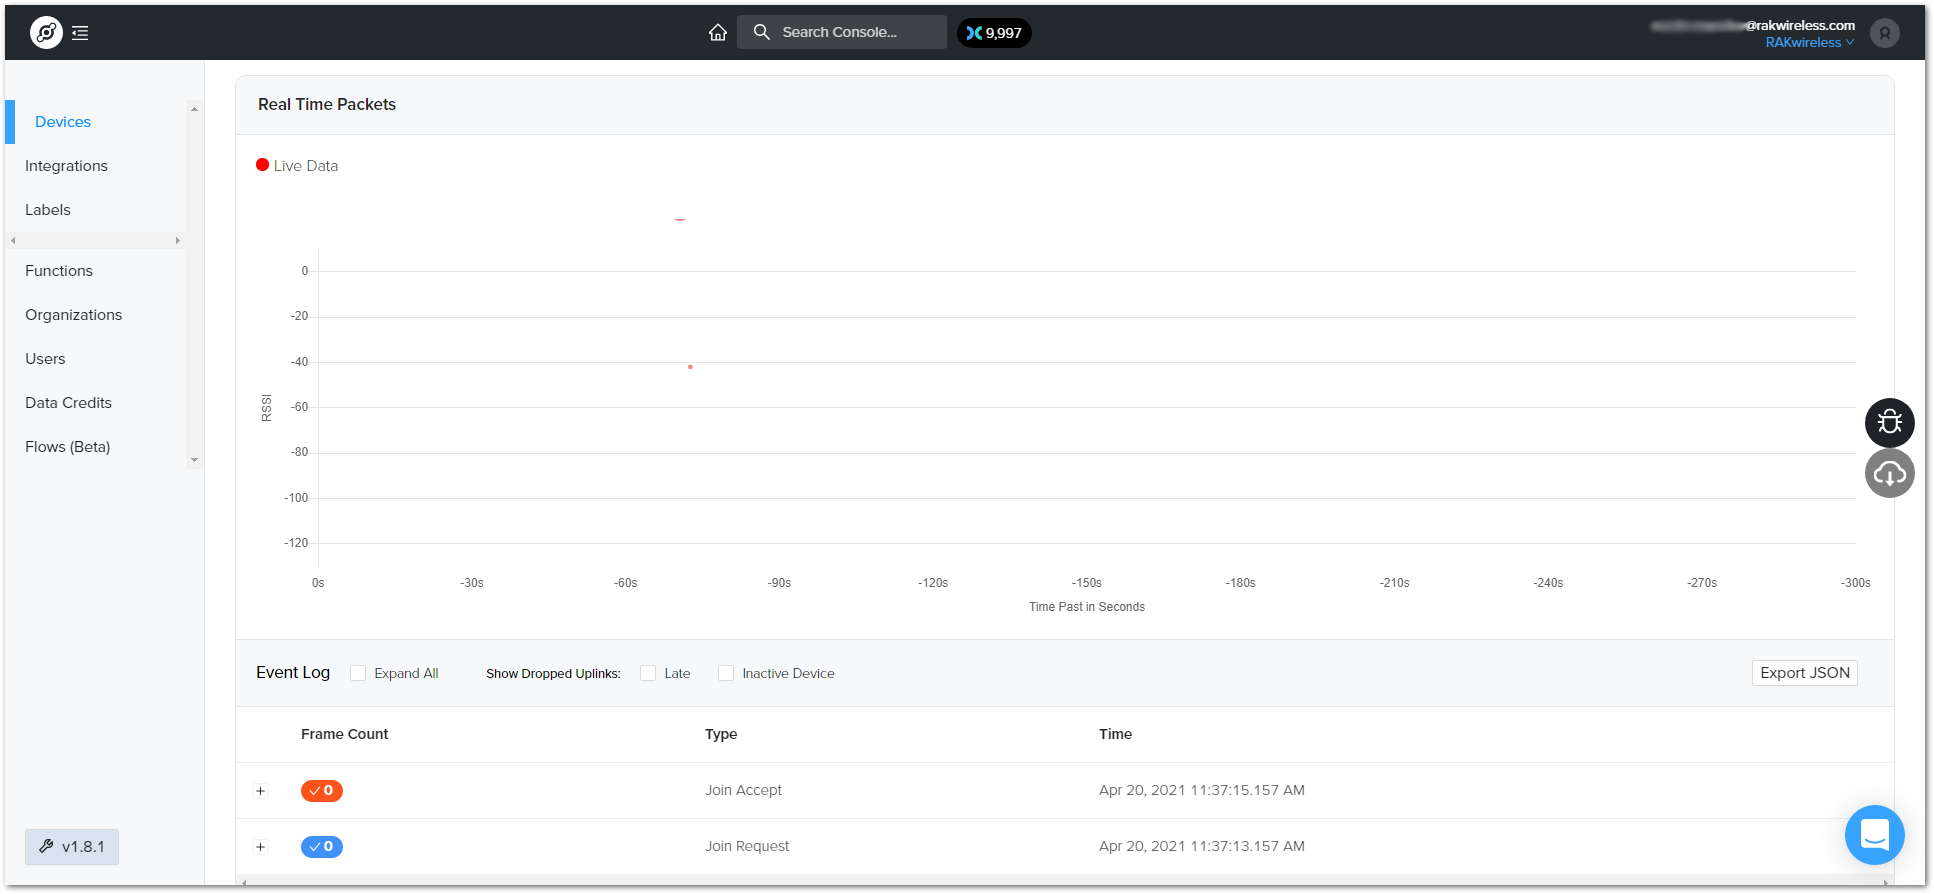 Search Console...
9,997
@rakwireless.com
RAKwireless
Devices
Integrations
Labels
Functions
Organizations
Users
Data Credits
Flows (Beta)
v1.8.1
Real Time Packets
Live Data
0
-20
-40
-60
-80
-100
-120
RSSI
0s -30s -60s -90s -120s -150s -180s -210s -240s -270s -300s
Time Past in Seconds
Event Log Expand All Show Dropped Uplinks: Late Inactive Device Export JSON
Frame Count Type Time
0 Join Accept Apr 20, 2021 11:37:15.157 AM
0 Join Request Apr 20, 2021 11:37:13.157 AM